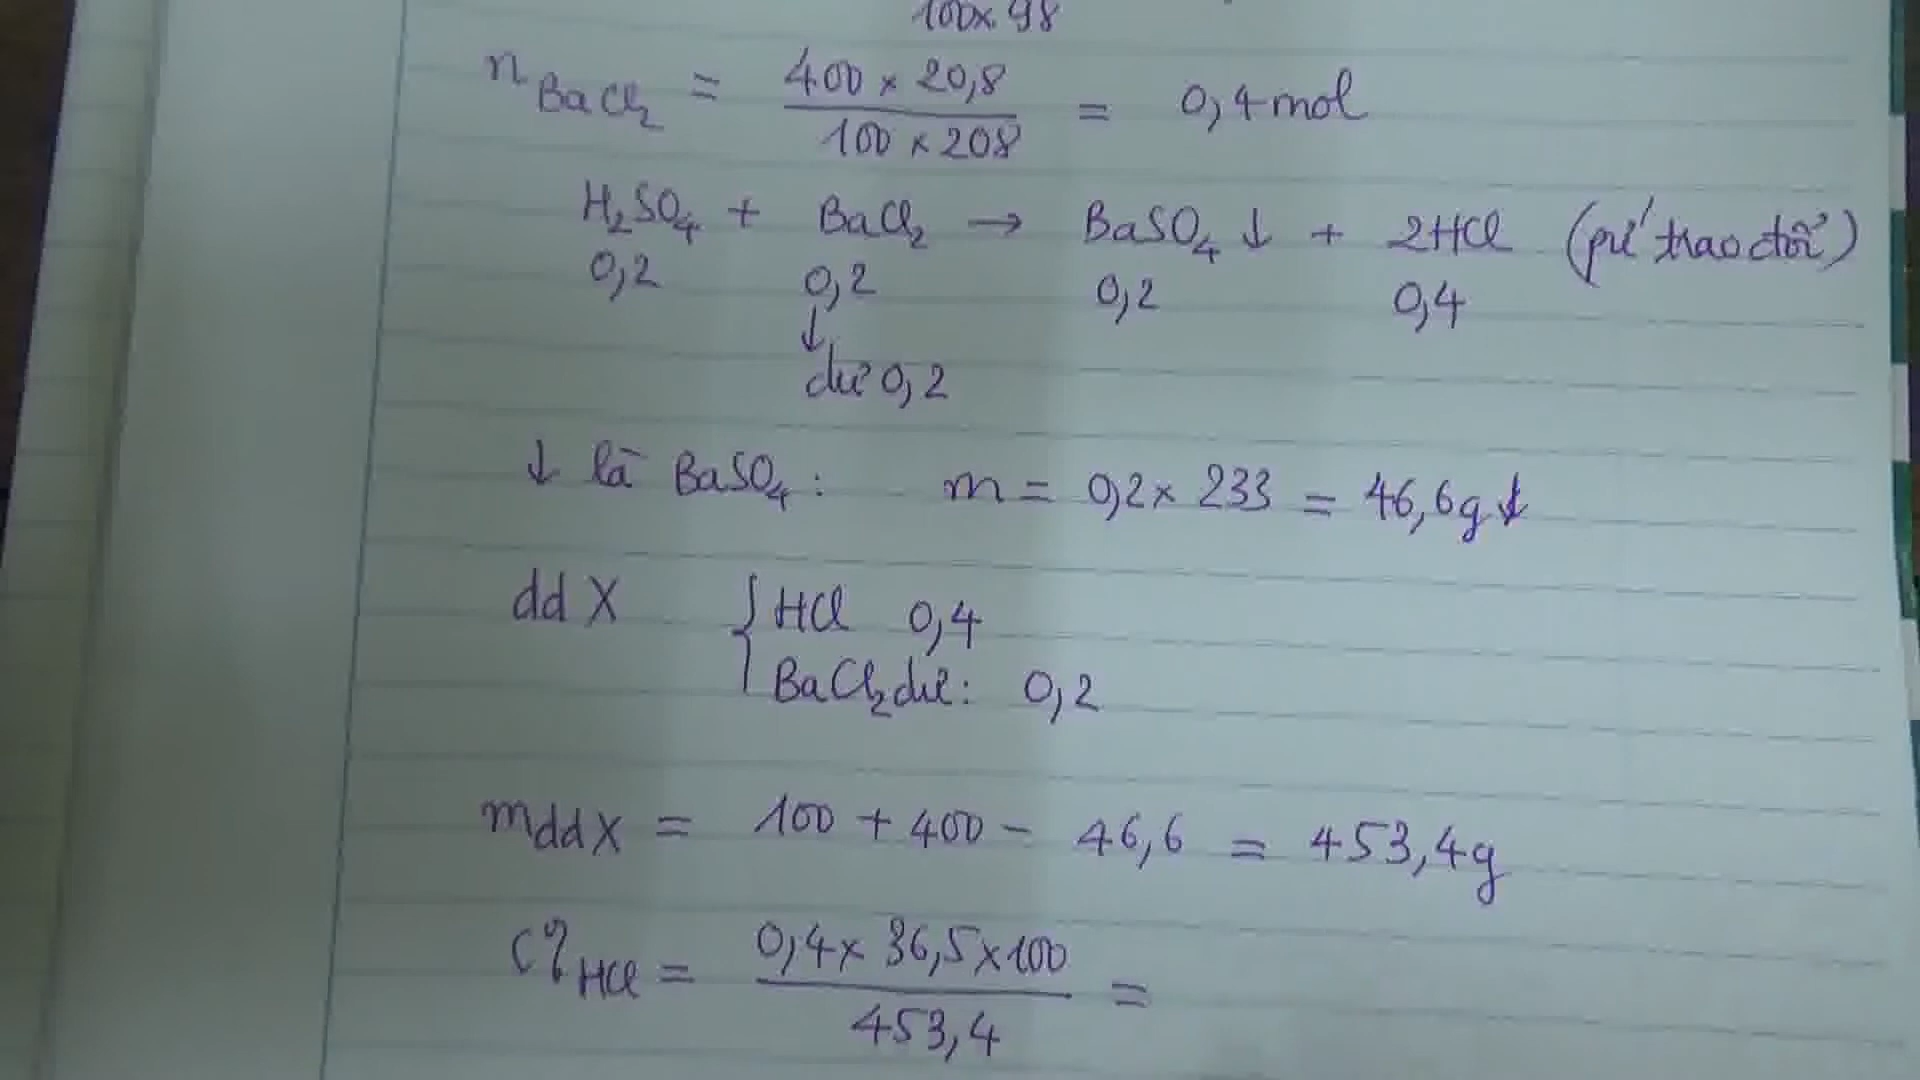 100x 98
n BaCl2 = 400 x 20,8 / 100 x 208 = 0,4 mol
H2SO4 + BaCl2 → BaSO4 ↓ + 2HCl (pứ trao đổi)
0,2 0,2 0,2 0,4
↓
dư 0,2
↓ là BaSO4 : m = 0,2 x 233 = 46,6g ↓
dd X { HCl 0,4
BaCl2 dư : 0,2
mddX = 100 + 400 - 46,6 = 453,4g
C% HCl = 0,4 x 36,5 x 100 / 453,4 =